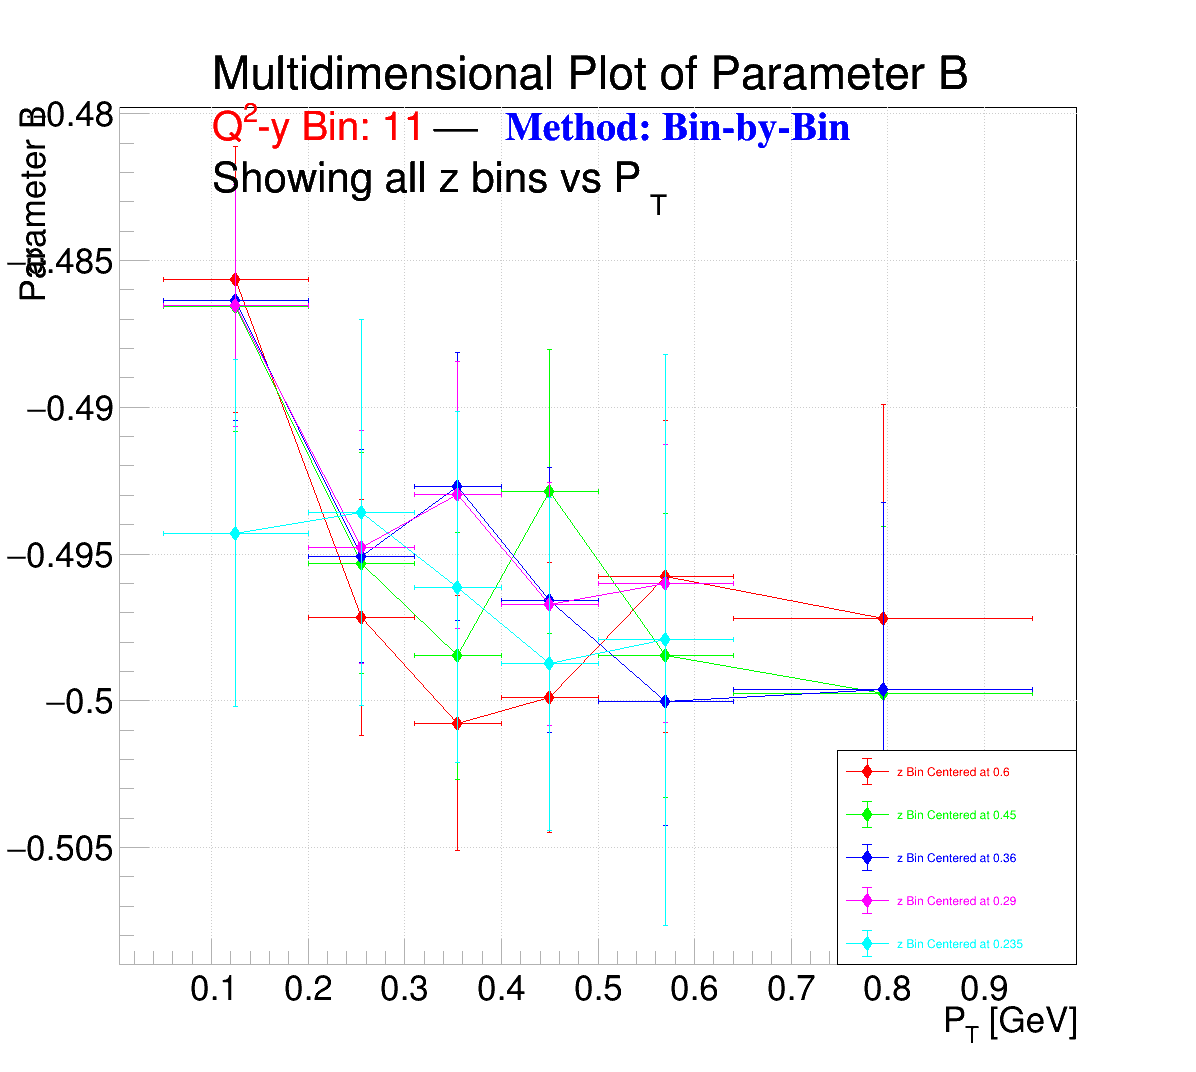 Multidimensional Plot of Parameter B
Q²-y Bin: 11 — Method: Bin-by-Bin
Showing all z bins vs P_T
Parameter B
−0.48
−0.485
−0.49
−0.495
−0.5
−0.505
z Bin Centered at 0.6
z Bin Centered at 0.45
z Bin Centered at 0.36
z Bin Centered at 0.29
z Bin Centered at 0.235
0.1 0.2 0.3 0.4 0.5 0.6 0.7 0.8 0.9
P_T [GeV]